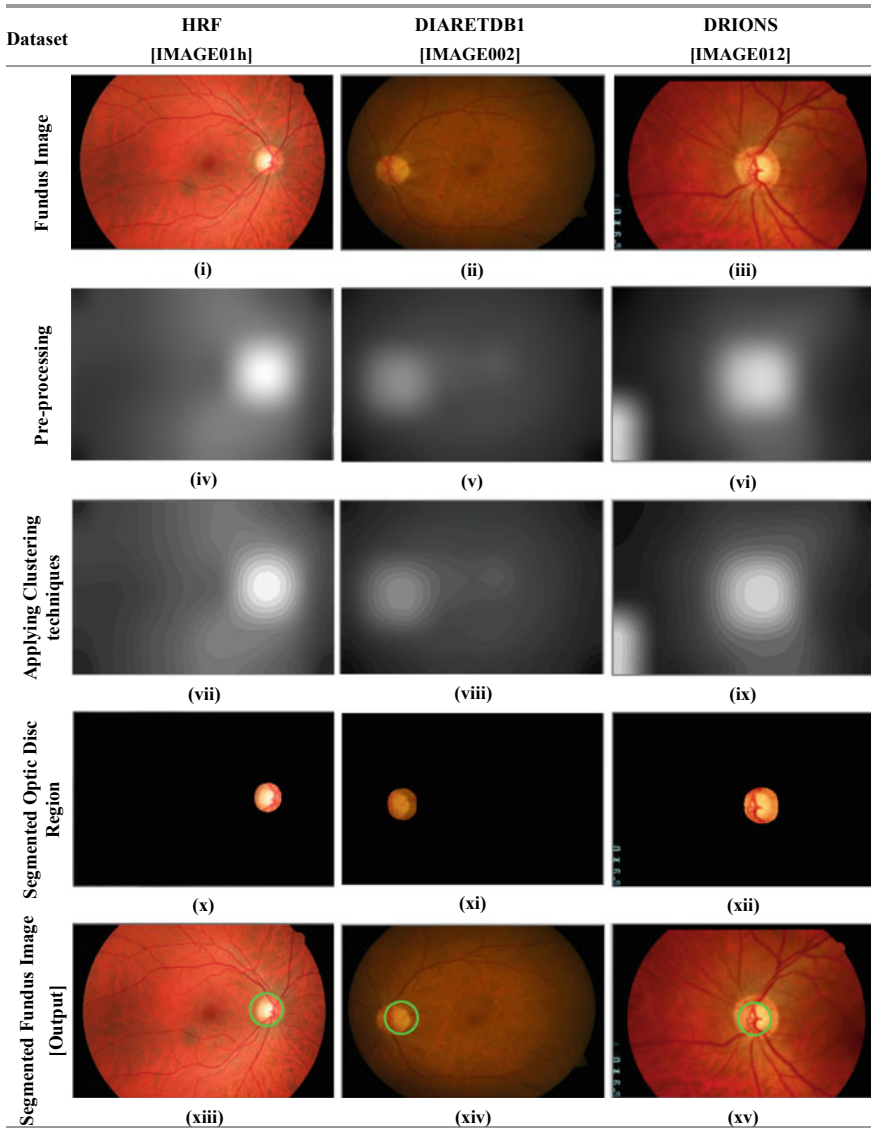 Dataset
HRF
[IMAGE01h]
DIARETDB1
[IMAGE002]
DRIONS
[IMAGE012]
Fundus Image
(i)
(ii)
(iii)
Pre-processing
(iv)
(v)
(vi)
Applying Clustering
techniques
(vii)
(viii)
(ix)
Segmented Optic Disc
Region
(x)
(xi)
(xii)
Segmented Fundus Image
[Output]
(xiii)
(xiv)
(xv)